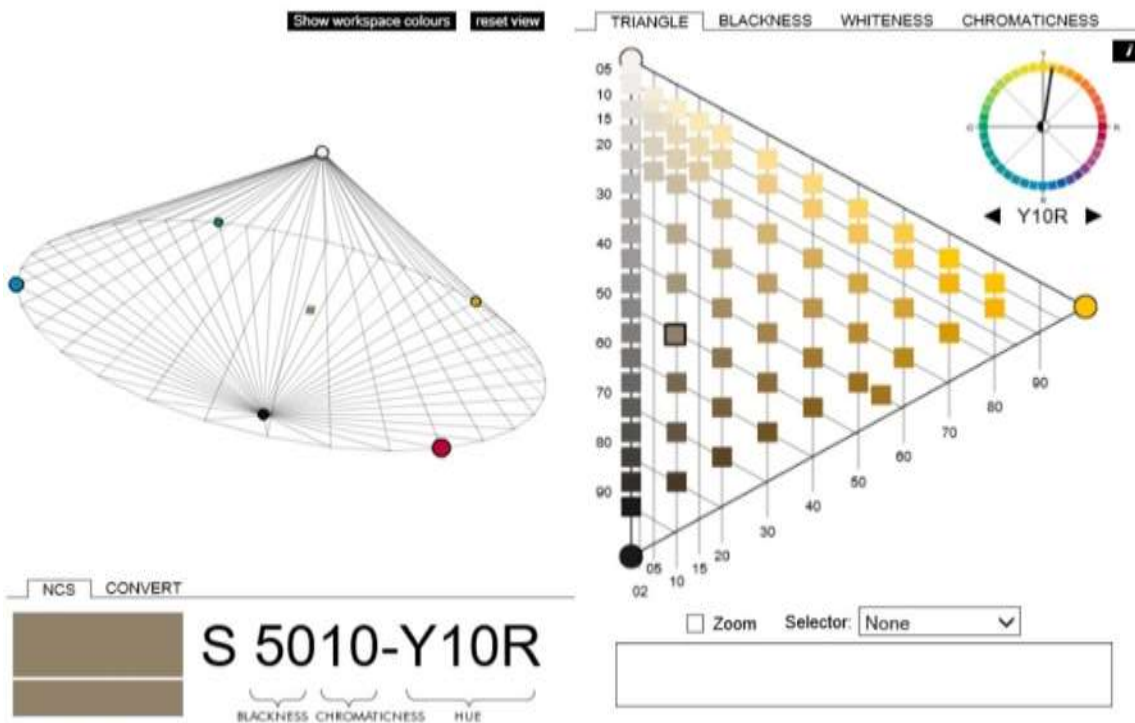 Show workspace colours reset view
TRIANGLE BLACKNESS WHITENESS CHROMATICNESS
i
05
10
15
20
30
40
50
60
70
80
90
Y
G
R
Y10R
90
80
70
60
50
40
30
20
15
10
05
02
NCS CONVERT
S 5010-Y10R
BLACKNESS CHROMATICNESS HUE
Zoom Selector: None